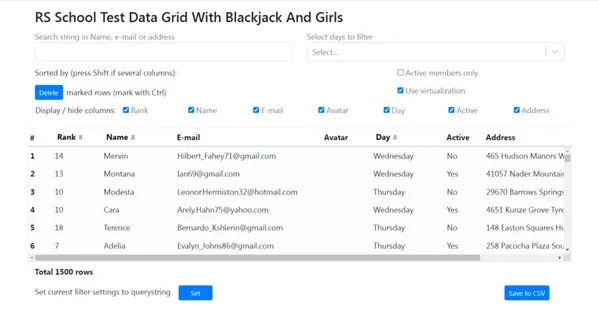 RS School Test Data Grid With Blackjack And Girls
Search string in Name, e-mail or address
Select days to filter
Select...
Sorted by (press Shift if several columns):
Active members only
Delete marked rows (mark with Ctrl)
Use virtualization
Display / hide columns: Rank Name E-mail Avatar Day Active Address
# Rank Name E-mail Avatar Day Active Address
1 14 Mervin Hilbert_Fahey71@gmail.com Wednesday No 465 Hudson Manors W
2 13 Montana Ian69@gmail.com Wednesday Yes 41057 Nader Mountain
3 10 Modesta Leonor.Hermiston32@hotmail.com Thursday No 29670 Barrows Springs
4 10 Cara Arely.Hahn75@yahoo.com Wednesday Yes 4651 Kunze Grove Tyre
5 18 Terence Bernardo_Kshlerin@gmail.com Thursday No 148 Easton Squares Hu
6 7 Adelia Evalyn_Johns86@gmail.com Thursday Yes 258 Pacocha Plaza Sou
Total 1500 rows
Set current filter settings to querystring Set
Save to CSV